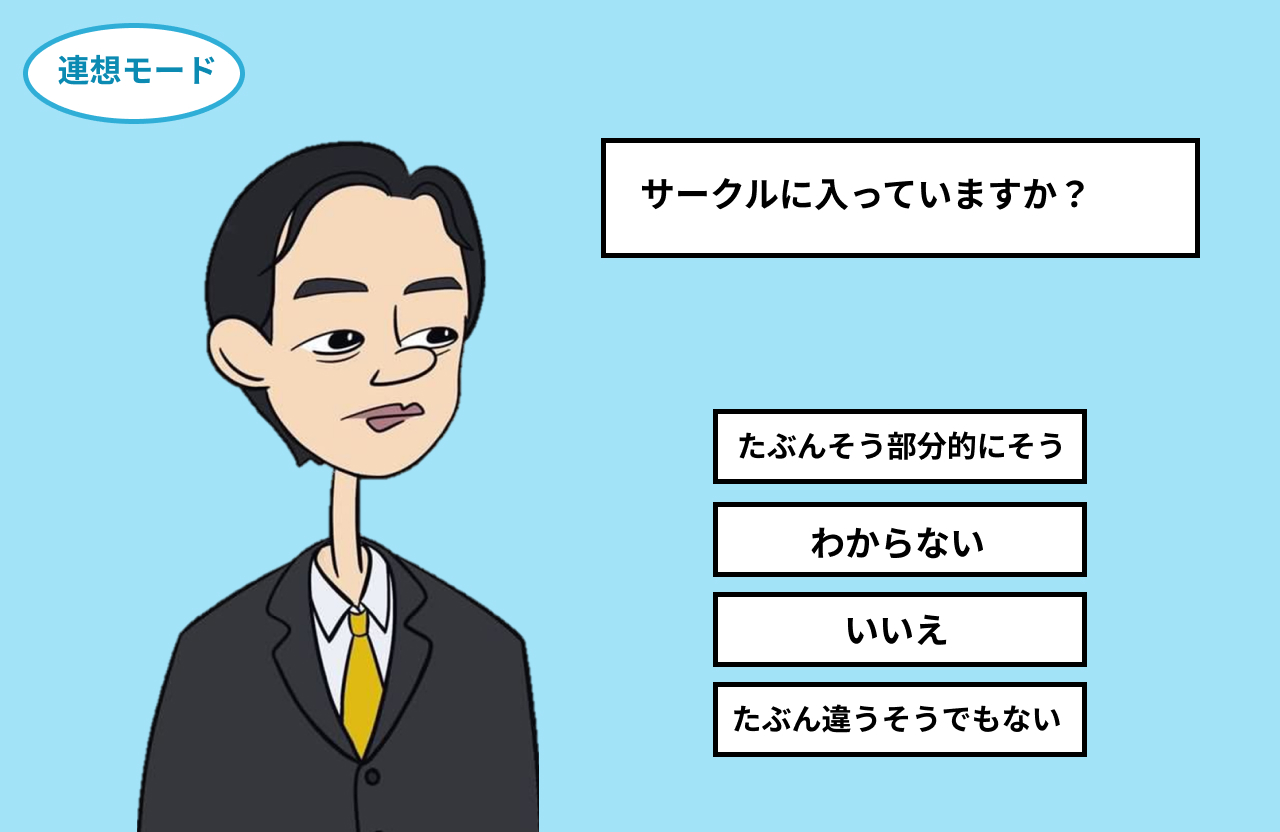 連想モード
サークルに入っていますか？
たぶんそう部分的にそう
わからない
いいえ
たぶん違うそうでもない